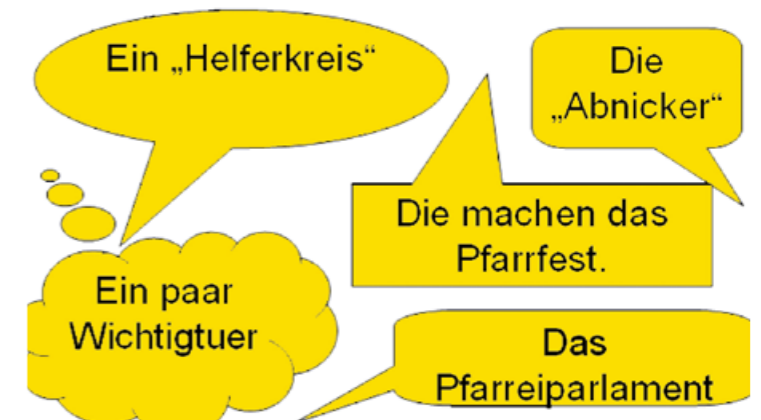 Ein „Helferkreis“
Die
„Abnicker“
Die machen das
Pfarrfest.
Ein paar
Wichtigtuer
Das
Pfarreiparlament